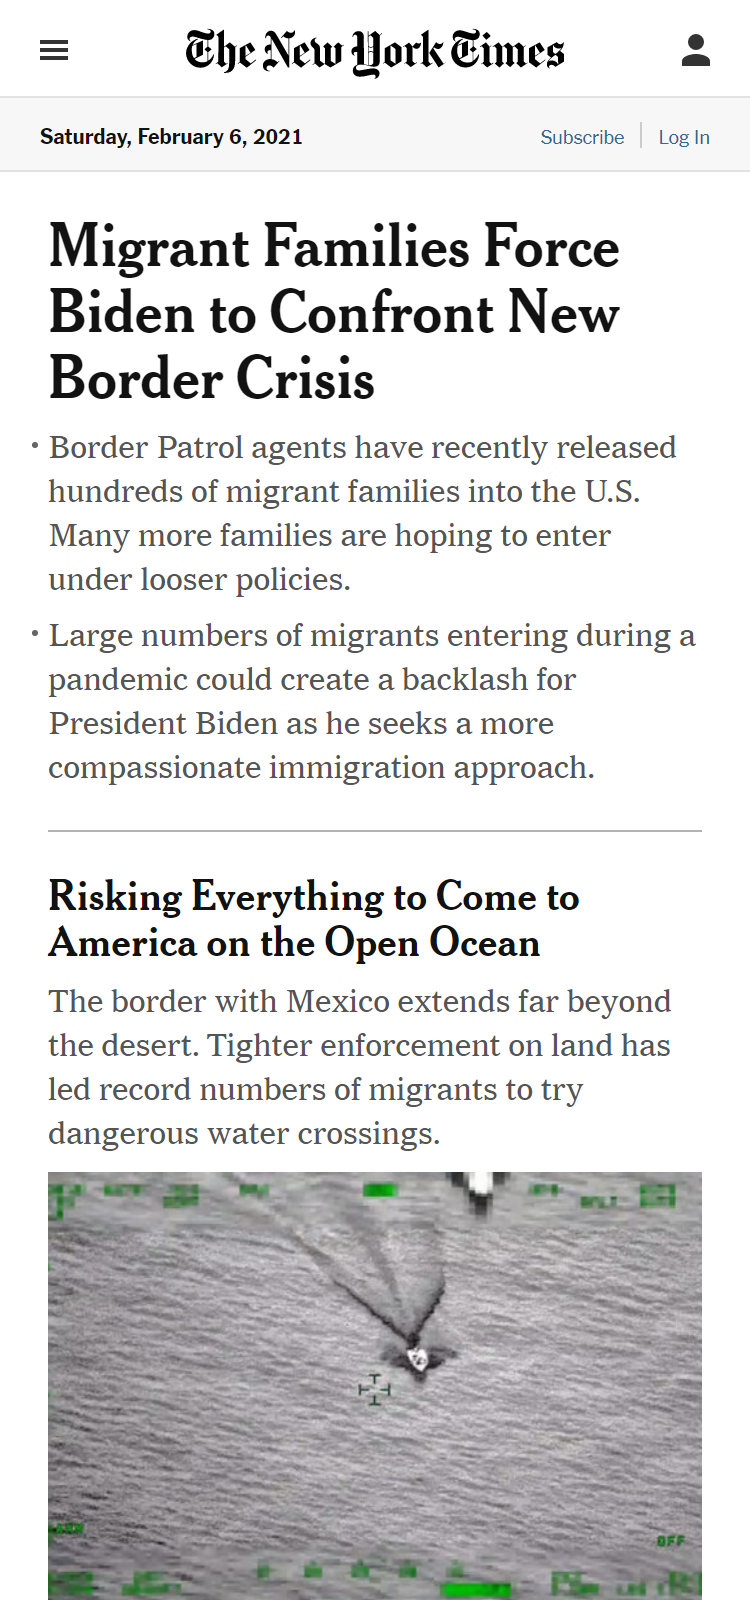 The New York Times
Saturday, February 6, 2021
Subscribe
Log In
Migrant Families Force
Biden to Confront New
Border Crisis
• Border Patrol agents have recently released
hundreds of migrant families into the U.S.
Many more families are hoping to enter
under looser policies.
• Large numbers of migrants entering during a
pandemic could create a backlash for
President Biden as he seeks a more
compassionate immigration approach.
Risking Everything to Come to
America on the Open Ocean
The border with Mexico extends far beyond
the desert. Tighter enforcement on land has
led record numbers of migrants to try
dangerous water crossings.
OFF